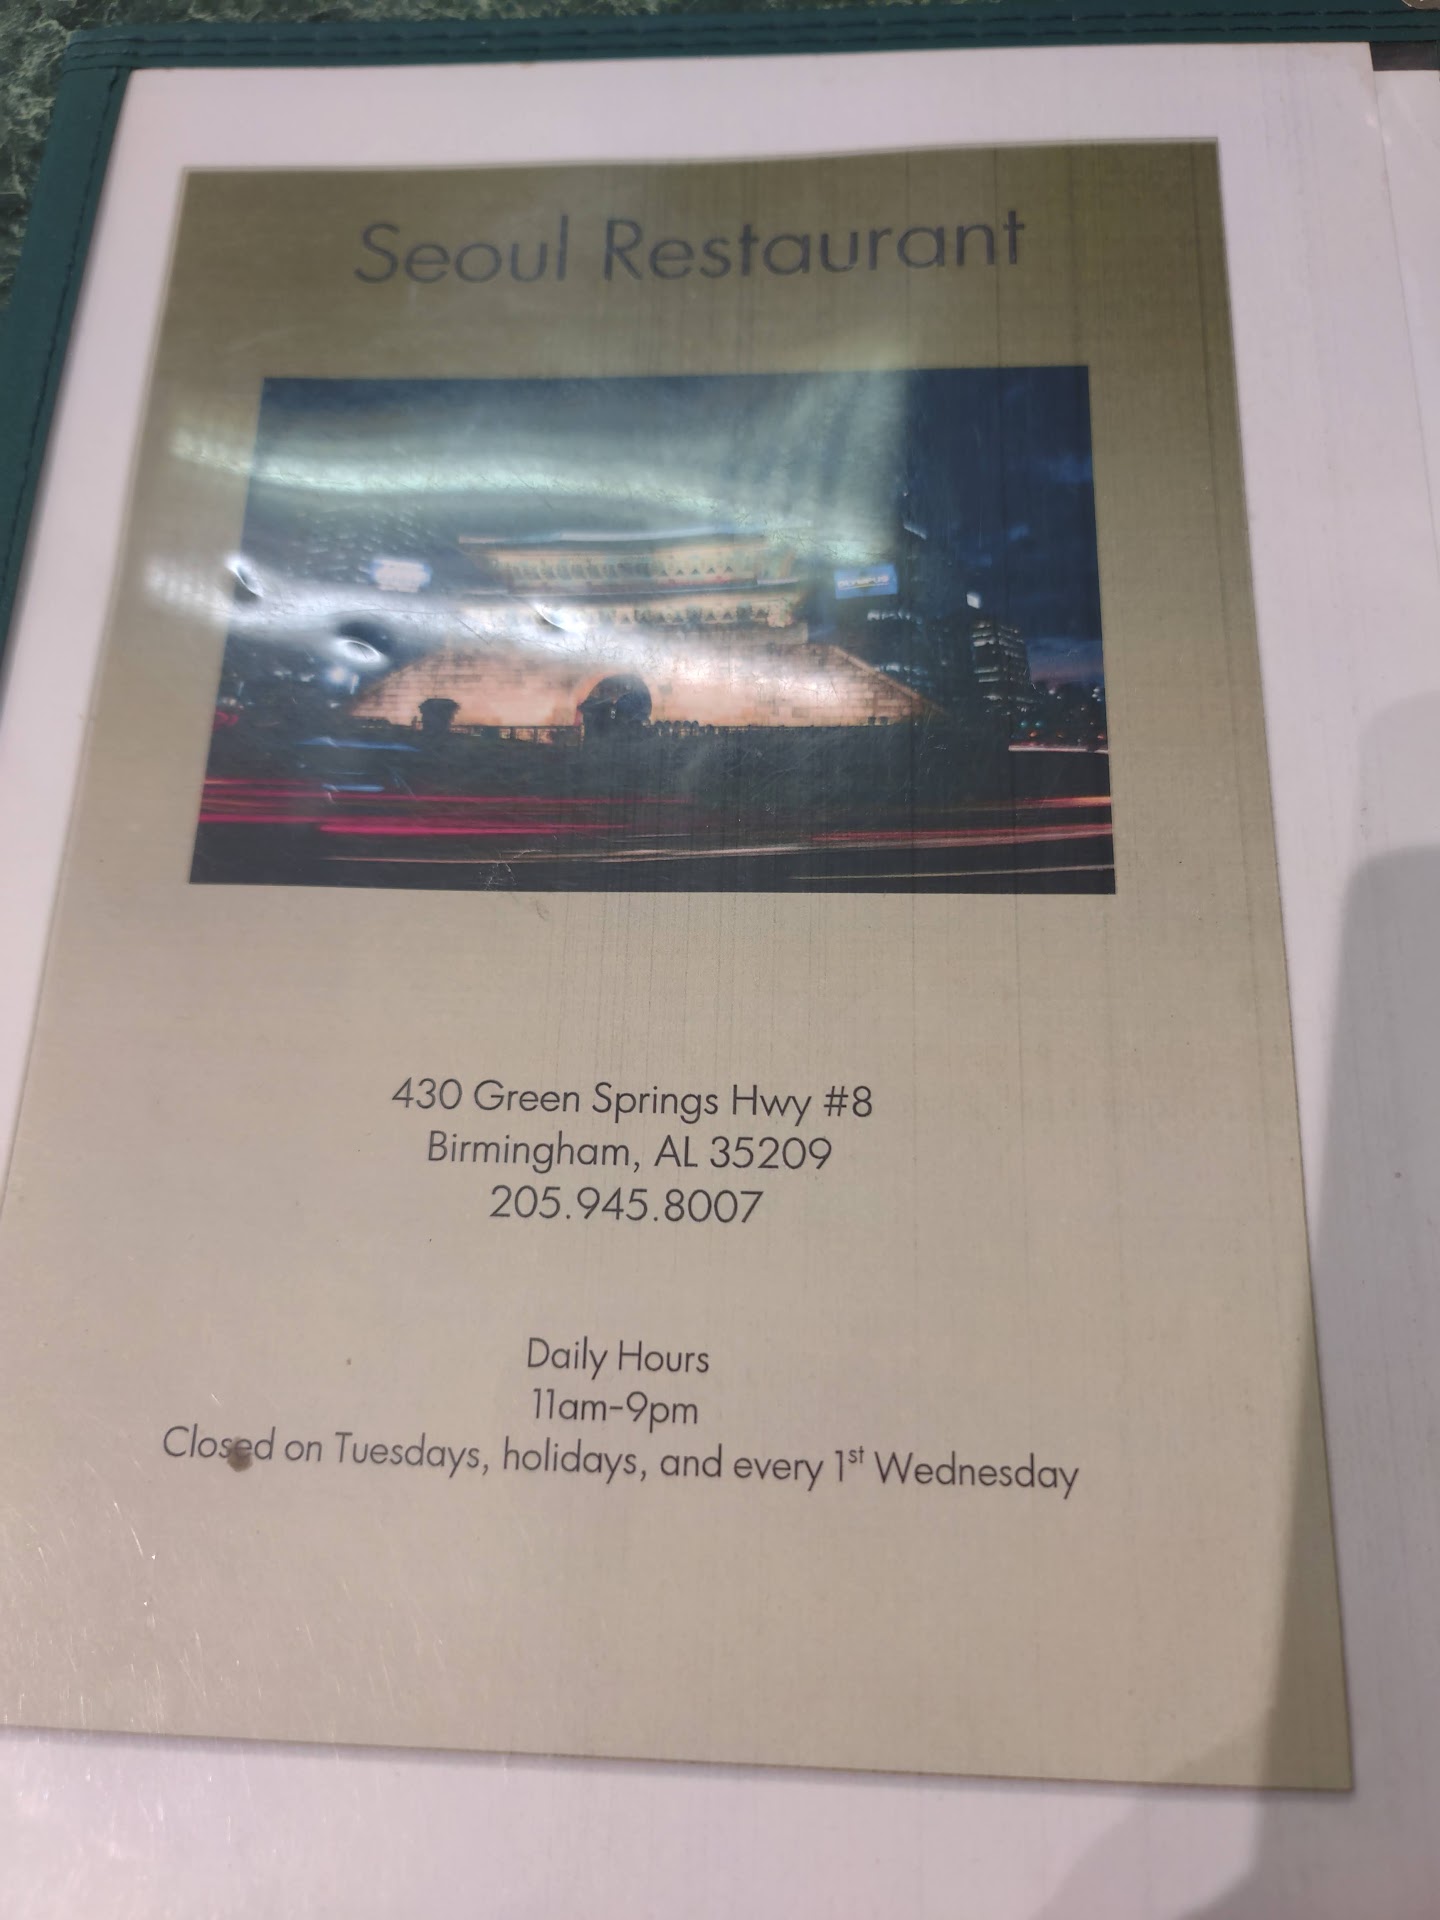 Seoul Restaurant
OLYMPUS
430 Green Springs Hwy #8
Birmingham, AL 35209
205.945.8007
Daily Hours
11am-9pm
Closed on Tuesdays, holidays, and every 1st Wednesday